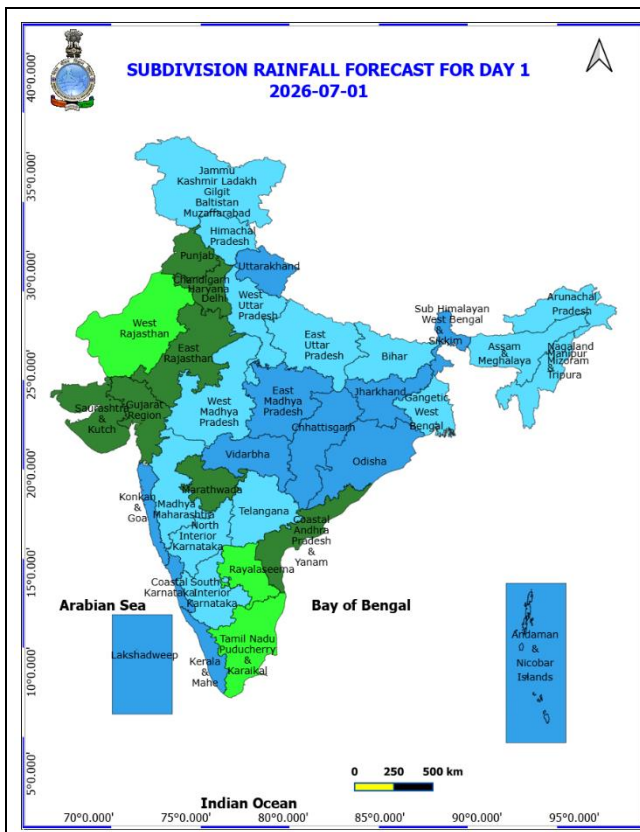 SUBDIVISION RAINFALL FORECAST FOR DAY 1
2026-07-01
40°0.000'
35°0.000'
30°0.000'
25°0.000'
20°0.000'
15°0.000'
10°0.000'
5°0.000'
Jammu
Kashmir Ladakh
Gilgit
Baltistan
Muzaffarabad
Himachal
Pradesh
Punjab
Uttarakhand
Chandigarh
Haryana
Delhi
West
Uttar
Pradesh
West
Rajasthan
East
Rajasthan
East
Uttar
Pradesh
Bihar
Sub Himalayan
West Bengal
&
Sikkim
Arunachal
Pradesh
Assam
&
Meghalaya
Nagaland
Manipur
Mizoram
&
Tripura
Saurashtra
&
Kutch
Gujarat
Region
West
Madhya
Pradesh
East
Madhya
Pradesh
Jharkhand
Gangetic
West
Bengal
Chhattisgarh
Vidarbha
Odisha
Konkan
&
Goa
Madhya
Maharashtra
Marathwada
Telangana
North
Interior
Karnataka
Coastal
Andhra
Pradesh
&
Yanam
Rayalaseema
Coastal
Karnataka
South
Interior
Karnataka
Arabian Sea
Bay of Bengal
Lakshadweep
Kerala
&
Mahe
Tamil Nadu
Puducherry
&
Karaikal
Andaman
&
Nicobar
Islands
0 250 500 km
Indian Ocean
70°0.000' 75°0.000' 80°0.000' 85°0.000' 90°0.000' 95°0.000'